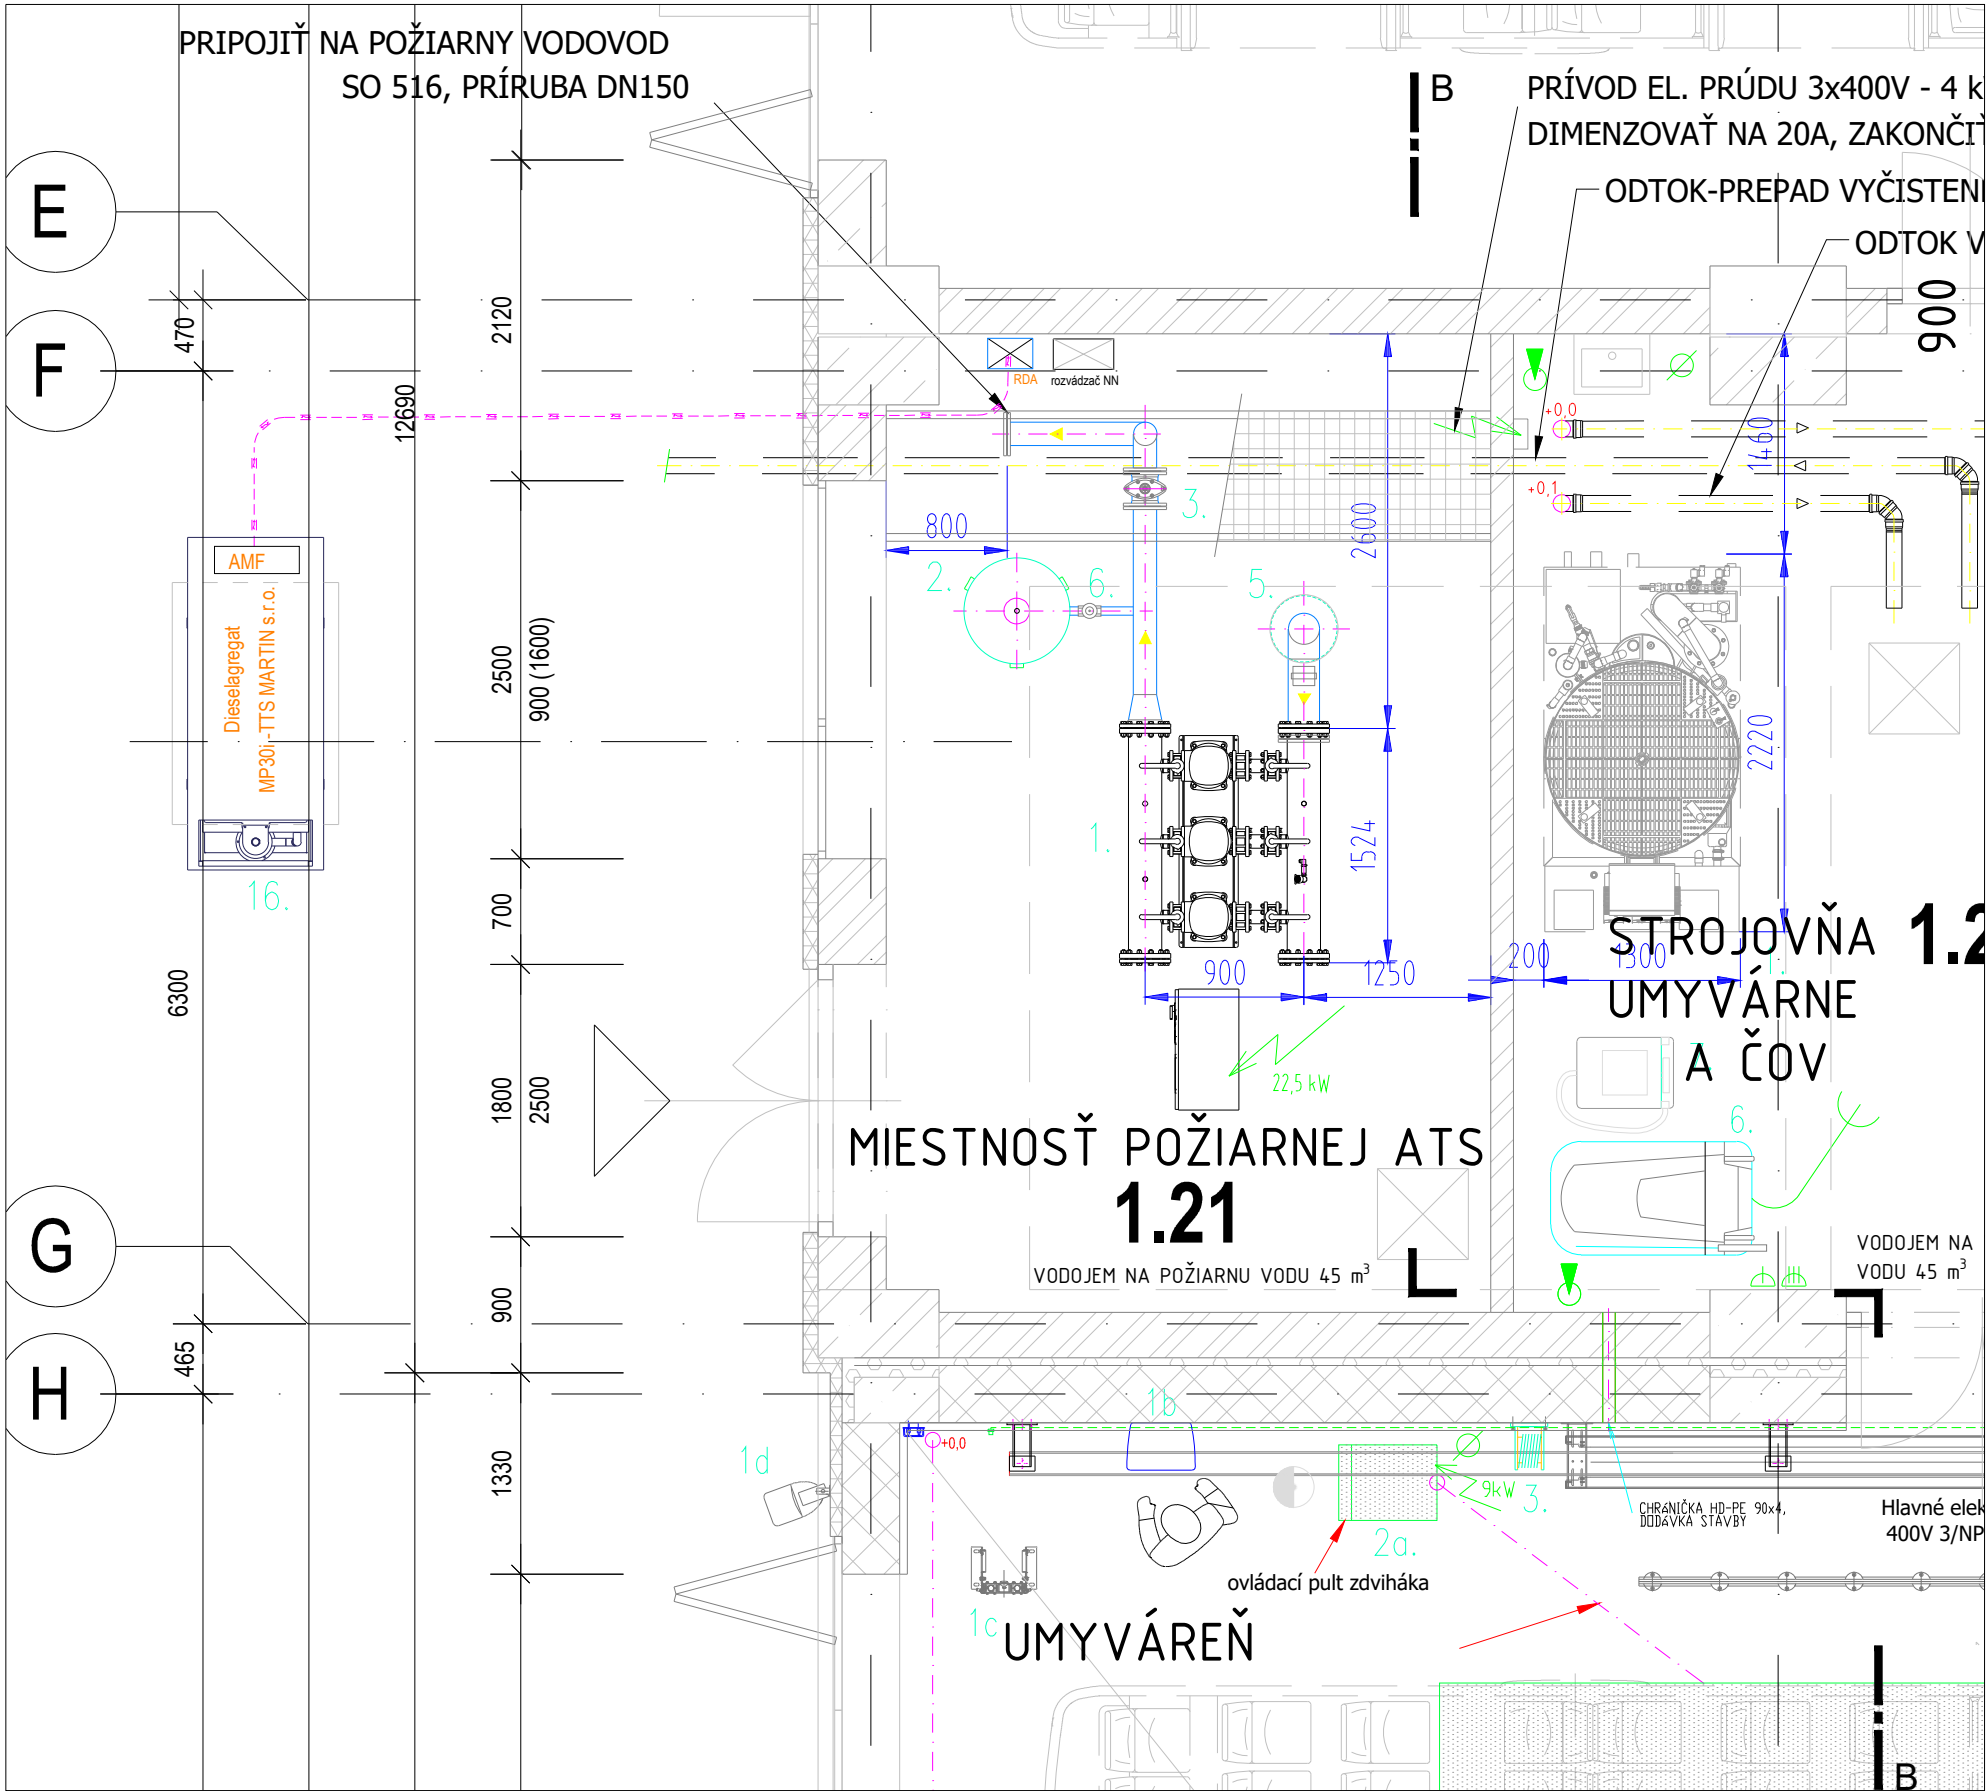 PRIPOJIŤ NA POŽIARNY VODOVOD
SO 516, PRÍRUBA DN150
B
PRÍVOD EL. PRÚDU 3x400V - 4 k
DIMENZOVAŤ NA 20A, ZAKONČIŤ
ODTOK-PREPAD VYČISTEN
ODTOK V
900
E
F
G
H
470
2120
12690
2500
900 (1600)
700
6300
1800
2500
900
465
1330
RDA
rozvádzač NN
+0,0
+0,1
1460
2600
800
2.
6.
3.
5.
AMF
Dieselagregat
MP30i -TTS MARTIN s.r.o.
16.
1.
1524
2220
900
1250
200
1300
1.
STROJOVŇA 1.2
UMYVÁRNE
A ČOV
22,5 kW
6.
MIESTNOSŤ POŽIARNEJ ATS
1.21
VODOJEM NA POŽIARNU VODU 45 m³
VODOJEM NA
VODU 45 m³
1b
1d
+0,0
9kW
3.
2a.
CHRÁNIČKA HD-PE 90x4,
DODÁVKA STAVBY
Hlavné elek
400V 3/NP
ovládací pult zdviháka
1c
UMYVÁREŇ
B